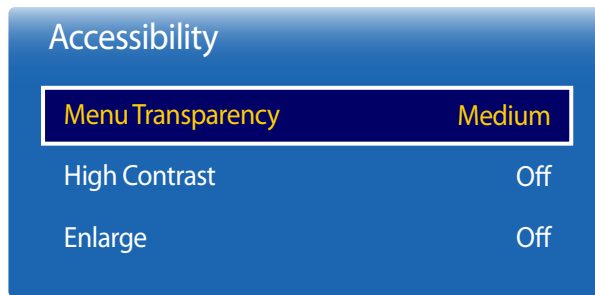 Accessibility
Menu Transparency Medium
High Contrast Off
Enlarge Off